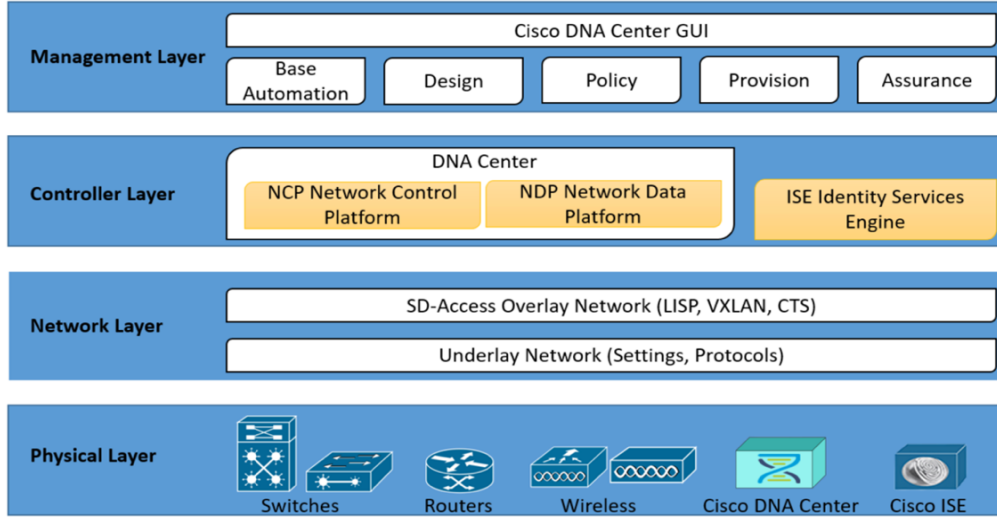 Management Layer
Cisco DNA Center GUI
Base
Automation
Design
Policy
Provision
Assurance
Controller Layer
DNA Center
NCP Network Control
Platform
NDP Network Data
Platform
ISE Identity Services
Engine
Network Layer
SD-Access Overlay Network (LISP, VXLAN, CTS)
Underlay Network (Settings, Protocols)
Physical Layer
Switches
Routers
Wireless
Cisco DNA Center
Cisco ISE